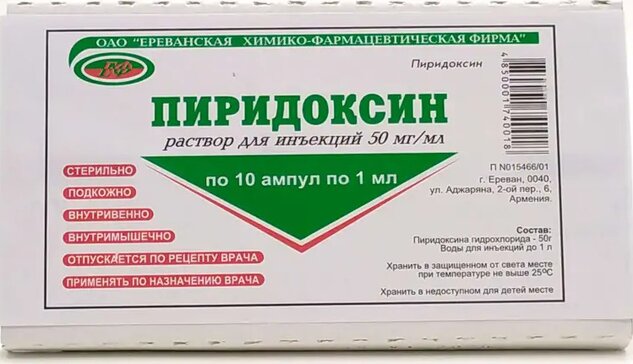 ОАО "ЕРЕВАНСКАЯ ХИМИКО-ФАРМАЦЕВТИЧЕСКАЯ ФИРМА"
Пиридоксин
ПИРИДОКСИН
раствор для инъекций 50 мг/мл
по 10 ампул по 1 мл
СТЕРИЛЬНО
ПОДКОЖНО
ВНУТРИВЕННО
ВНУТРИМЫШЕЧНО
ОТПУСКАЕТСЯ ПО РЕЦЕПТУ ВРАЧА
ПРИМЕНЯТЬ ПО НАЗНАЧЕНИЮ ВРАЧА
4850001740018
П N015466/01
г. Ереван, 0040,
ул. Аджаряна, 2-ой пер., 6,
Армения.
Состав:
Пиридоксина гидрохлорида - 50г
Воды для инъекций до 1 л
Хранить в защищенном от света месте
при температуре не выше 25ºС
Хранить в недоступном для детей месте